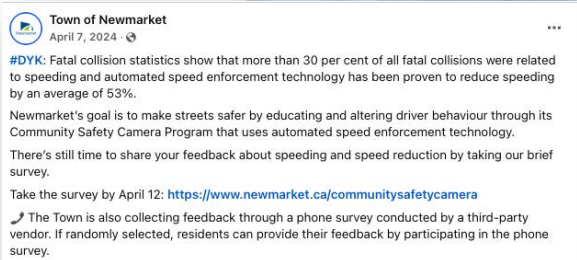 Town of Newmarket
April 7, 2024 ·
#DYK: Fatal collision statistics show that more than 30 per cent of all fatal collisions were related
to speeding and automated speed enforcement technology has been proven to reduce speeding
by an average of 53%.
Newmarket's goal is to make streets safer by educating and altering driver behaviour through its
Community Safety Camera Program that uses automated speed enforcement technology.
There's still time to share your feedback about speeding and speed reduction by taking our brief
survey.
Take the survey by April 12: https://www.newmarket.ca/communitysafetycamera
The Town is also collecting feedback through a phone survey conducted by a third-party
vendor. If randomly selected, residents can provide their feedback by participating in the phone
survey.